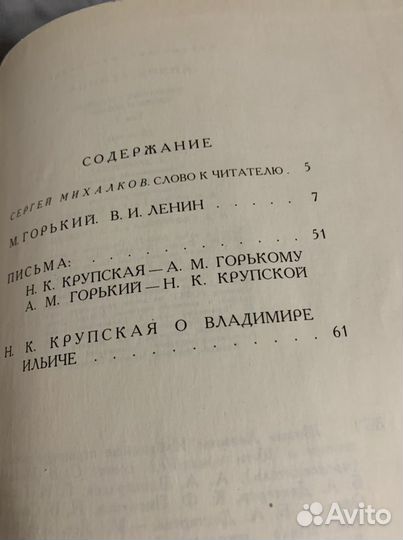 СОДЕРЖАНИЕ
СЕРГЕЙ МИХАЛКОВ. СЛОВО К ЧИТАТЕЛЮ . 5
М. ГОРЬКИЙ. В. И. ЛЕНИН . . . . . . 7
ПИСЬМА: . . . . . . . . . . . 51
Н. К. КРУПСКАЯ — А. М. ГОРЬКОМУ
А. М. ГОРЬКИЙ — Н. К. КРУПСКОЙ
Н. К. КРУПСКАЯ О ВЛАДИМИРЕ
ИЛЬИЧЕ . . . . . . . . . . . 61
Avito